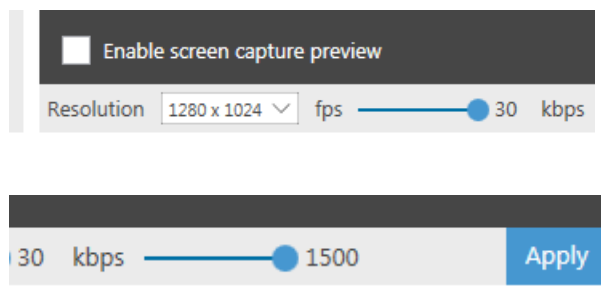 Enable screen capture preview
Resolution 1280 x 1024 fps 30 kbps
30 kbps 1500 Apply